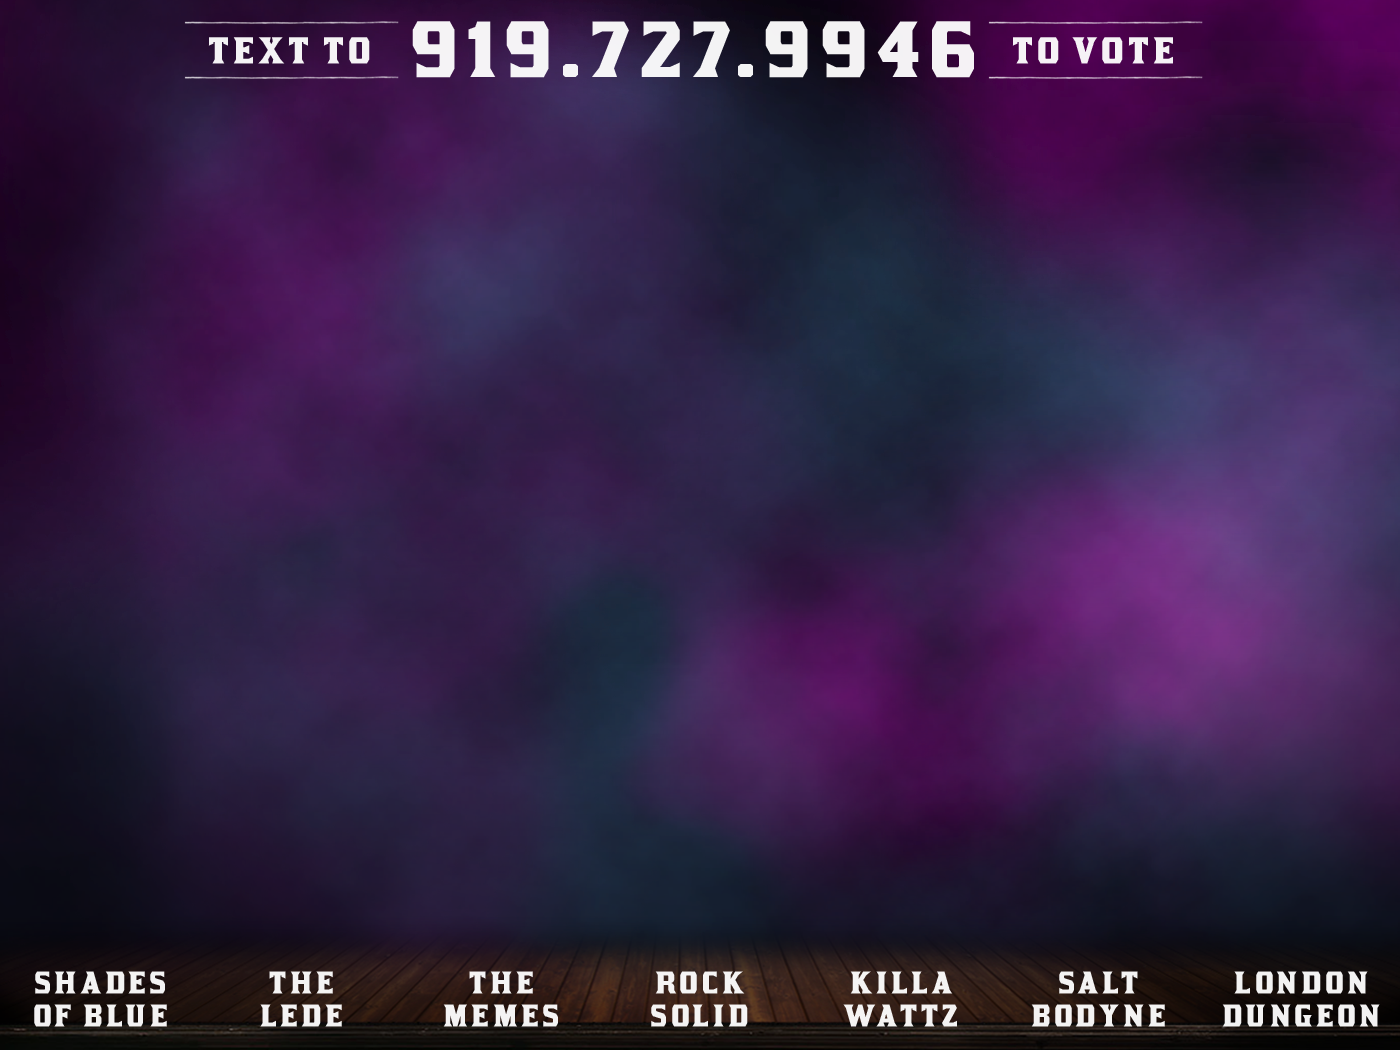 TEXT TO 919.727.9946 TO VOTE
SHADES OF BLUE
THE LEDE
THE MEMES
ROCK SOLID
KILLA WATTZ
SALT BODYNE
LONDON DUNGEON